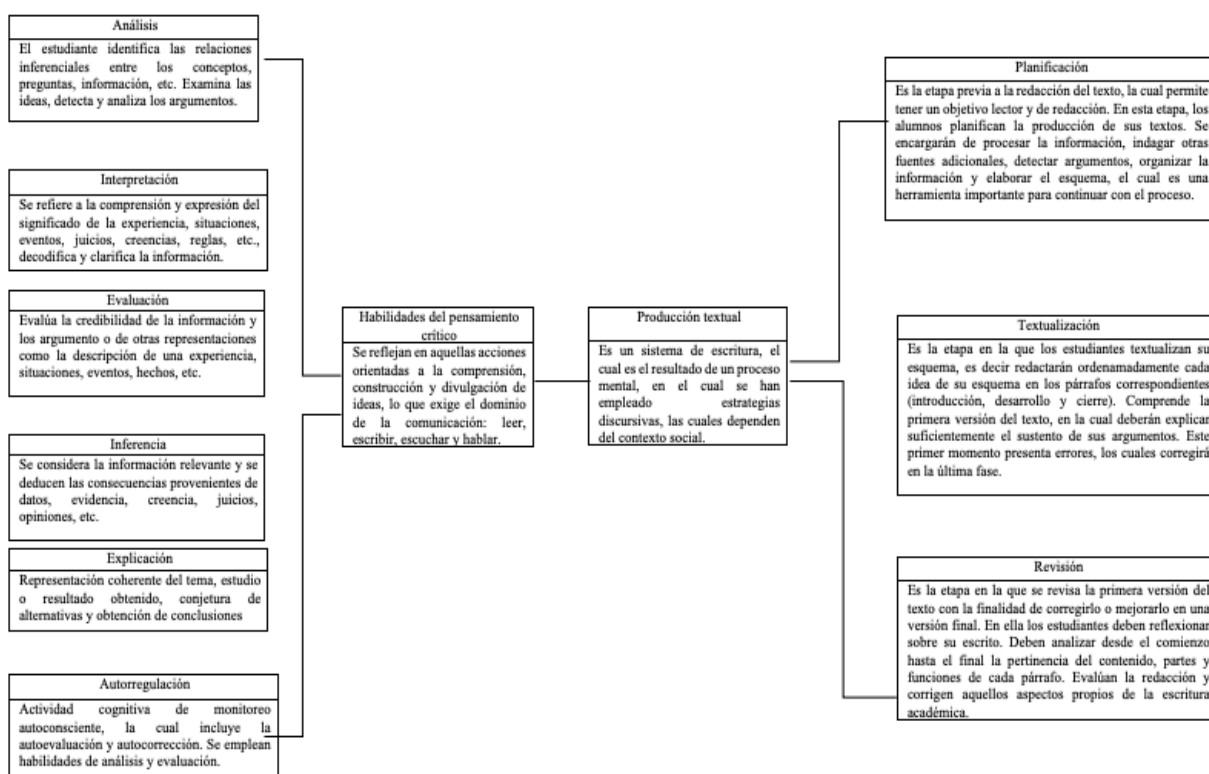 Análisis
El estudiante identifica las relaciones
inferenciales entre los conceptos,
preguntas, información, etc. Examina las
ideas, detecta y analiza los argumentos.
Interpretación
Se refiere a la comprensión y expresión del
significado de la experiencia, situaciones,
eventos, juicios, creencias, reglas, etc.,
decodifica y clarifica la información.
Evaluación
Evalúa la credibilidad de la información y
los argumento o de otras representaciones
como la descripción de una experiencia,
situaciones, eventos, hechos, etc.
Inferencia
Se considera la información relevante y se
deducen las consecuencias provenientes de
datos, evidencia, creencia, juicios,
opiniones, etc.
Explicación
Representación coherente del tema, estudio
o resultado obtenido, conjetura de
alternativas y obtención de conclusiones
Autorregulación
Actividad cognitiva de monitoreo
autoconsciente, la cual incluye la
autoevaluación y autocorrección. Se emplean
habilidades de análisis y evaluación.
Habilidades del pensamiento
crítico
Se reflejan en aquellas acciones
orientadas a la comprensión,
construcción y divulgación de
ideas, lo que exige el dominio
de la comunicación: leer,
escribir, escuchar y hablar.
Producción textual
Es un sistema de escritura, el
cual es el resultado de un proceso
mental, en el cual se han
empleado estrategias
discursivas, las cuales dependen
del contexto social.
Planificación
Es la etapa previa a la redacción del texto, la cual permite
tener un objetivo lector y de redacción. En esta etapa, los
alumnos planifican la producción de sus textos. Se
encargarán de procesar la información, indagar otras
fuentes adicionales, detectar argumentos, organizar la
información y elaborar el esquema, el cual es una
herramienta importante para continuar con el proceso.
Textualización
Es la etapa en la que los estudiantes textualizan su
esquema, es decir redactarán ordenamadamente cada
idea de su esquema en los párrafos correspondientes
(introducción, desarrollo y cierre). Comprende la
primera versión del texto, en la cual deberán explicar
suficientemente el sustento de sus argumentos. Este
primer momento presenta errores, los cuales corregirá
en la última fase.
Revisión
Es la etapa en la que se revisa la primera versión del
texto con la finalidad de corregirlo o mejorarlo en una
versión final. En ella los estudiantes deben reflexionar
sobre su escrito. Deben analizar desde el comienzo
hasta el final la pertinencia del contenido, partes y
funciones de cada párrafo. Evalúan la redacción y
corrigen aquellos aspectos propios de la escritura
académica.